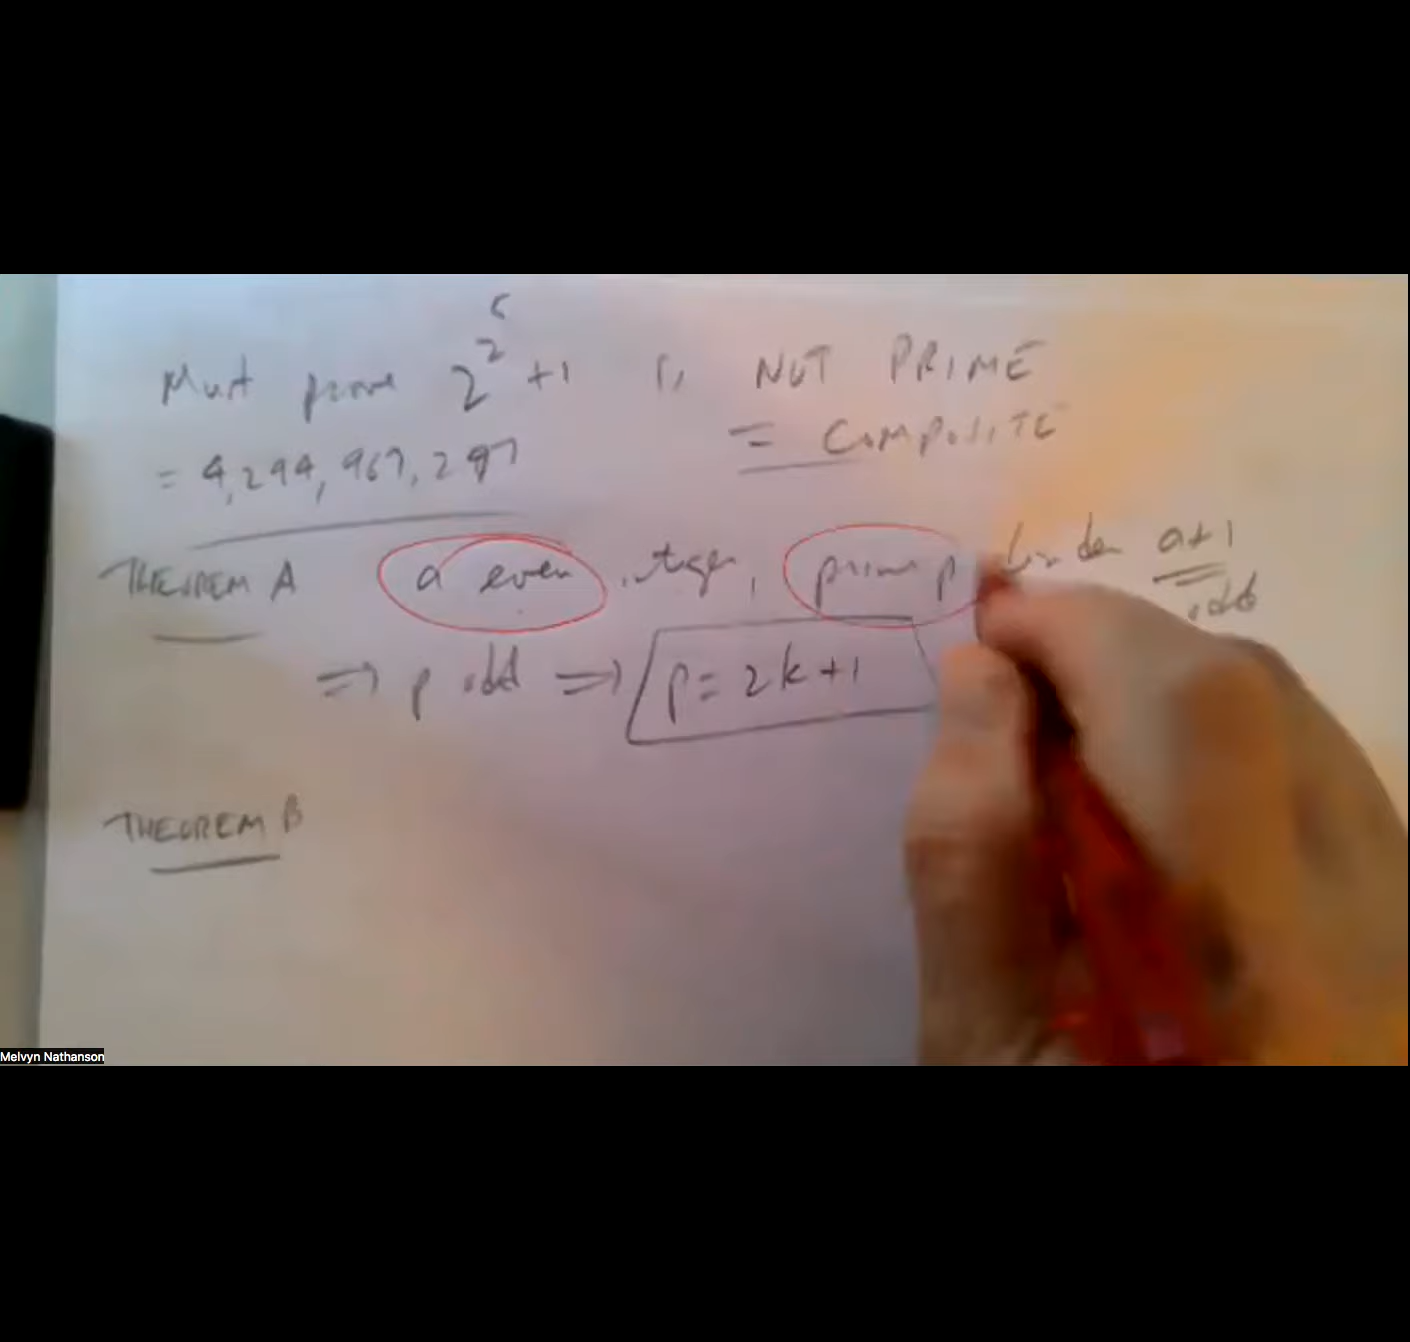 Must prove 2^2^5 +1 is NOT PRIME
= 4,294,967,297 = COMPOSITE
THEOREM A a even integer, prime p divides a+1
odd
⇒ p odd ⇒ p = 2k+1
THEOREM B
Melvyn Nathanson